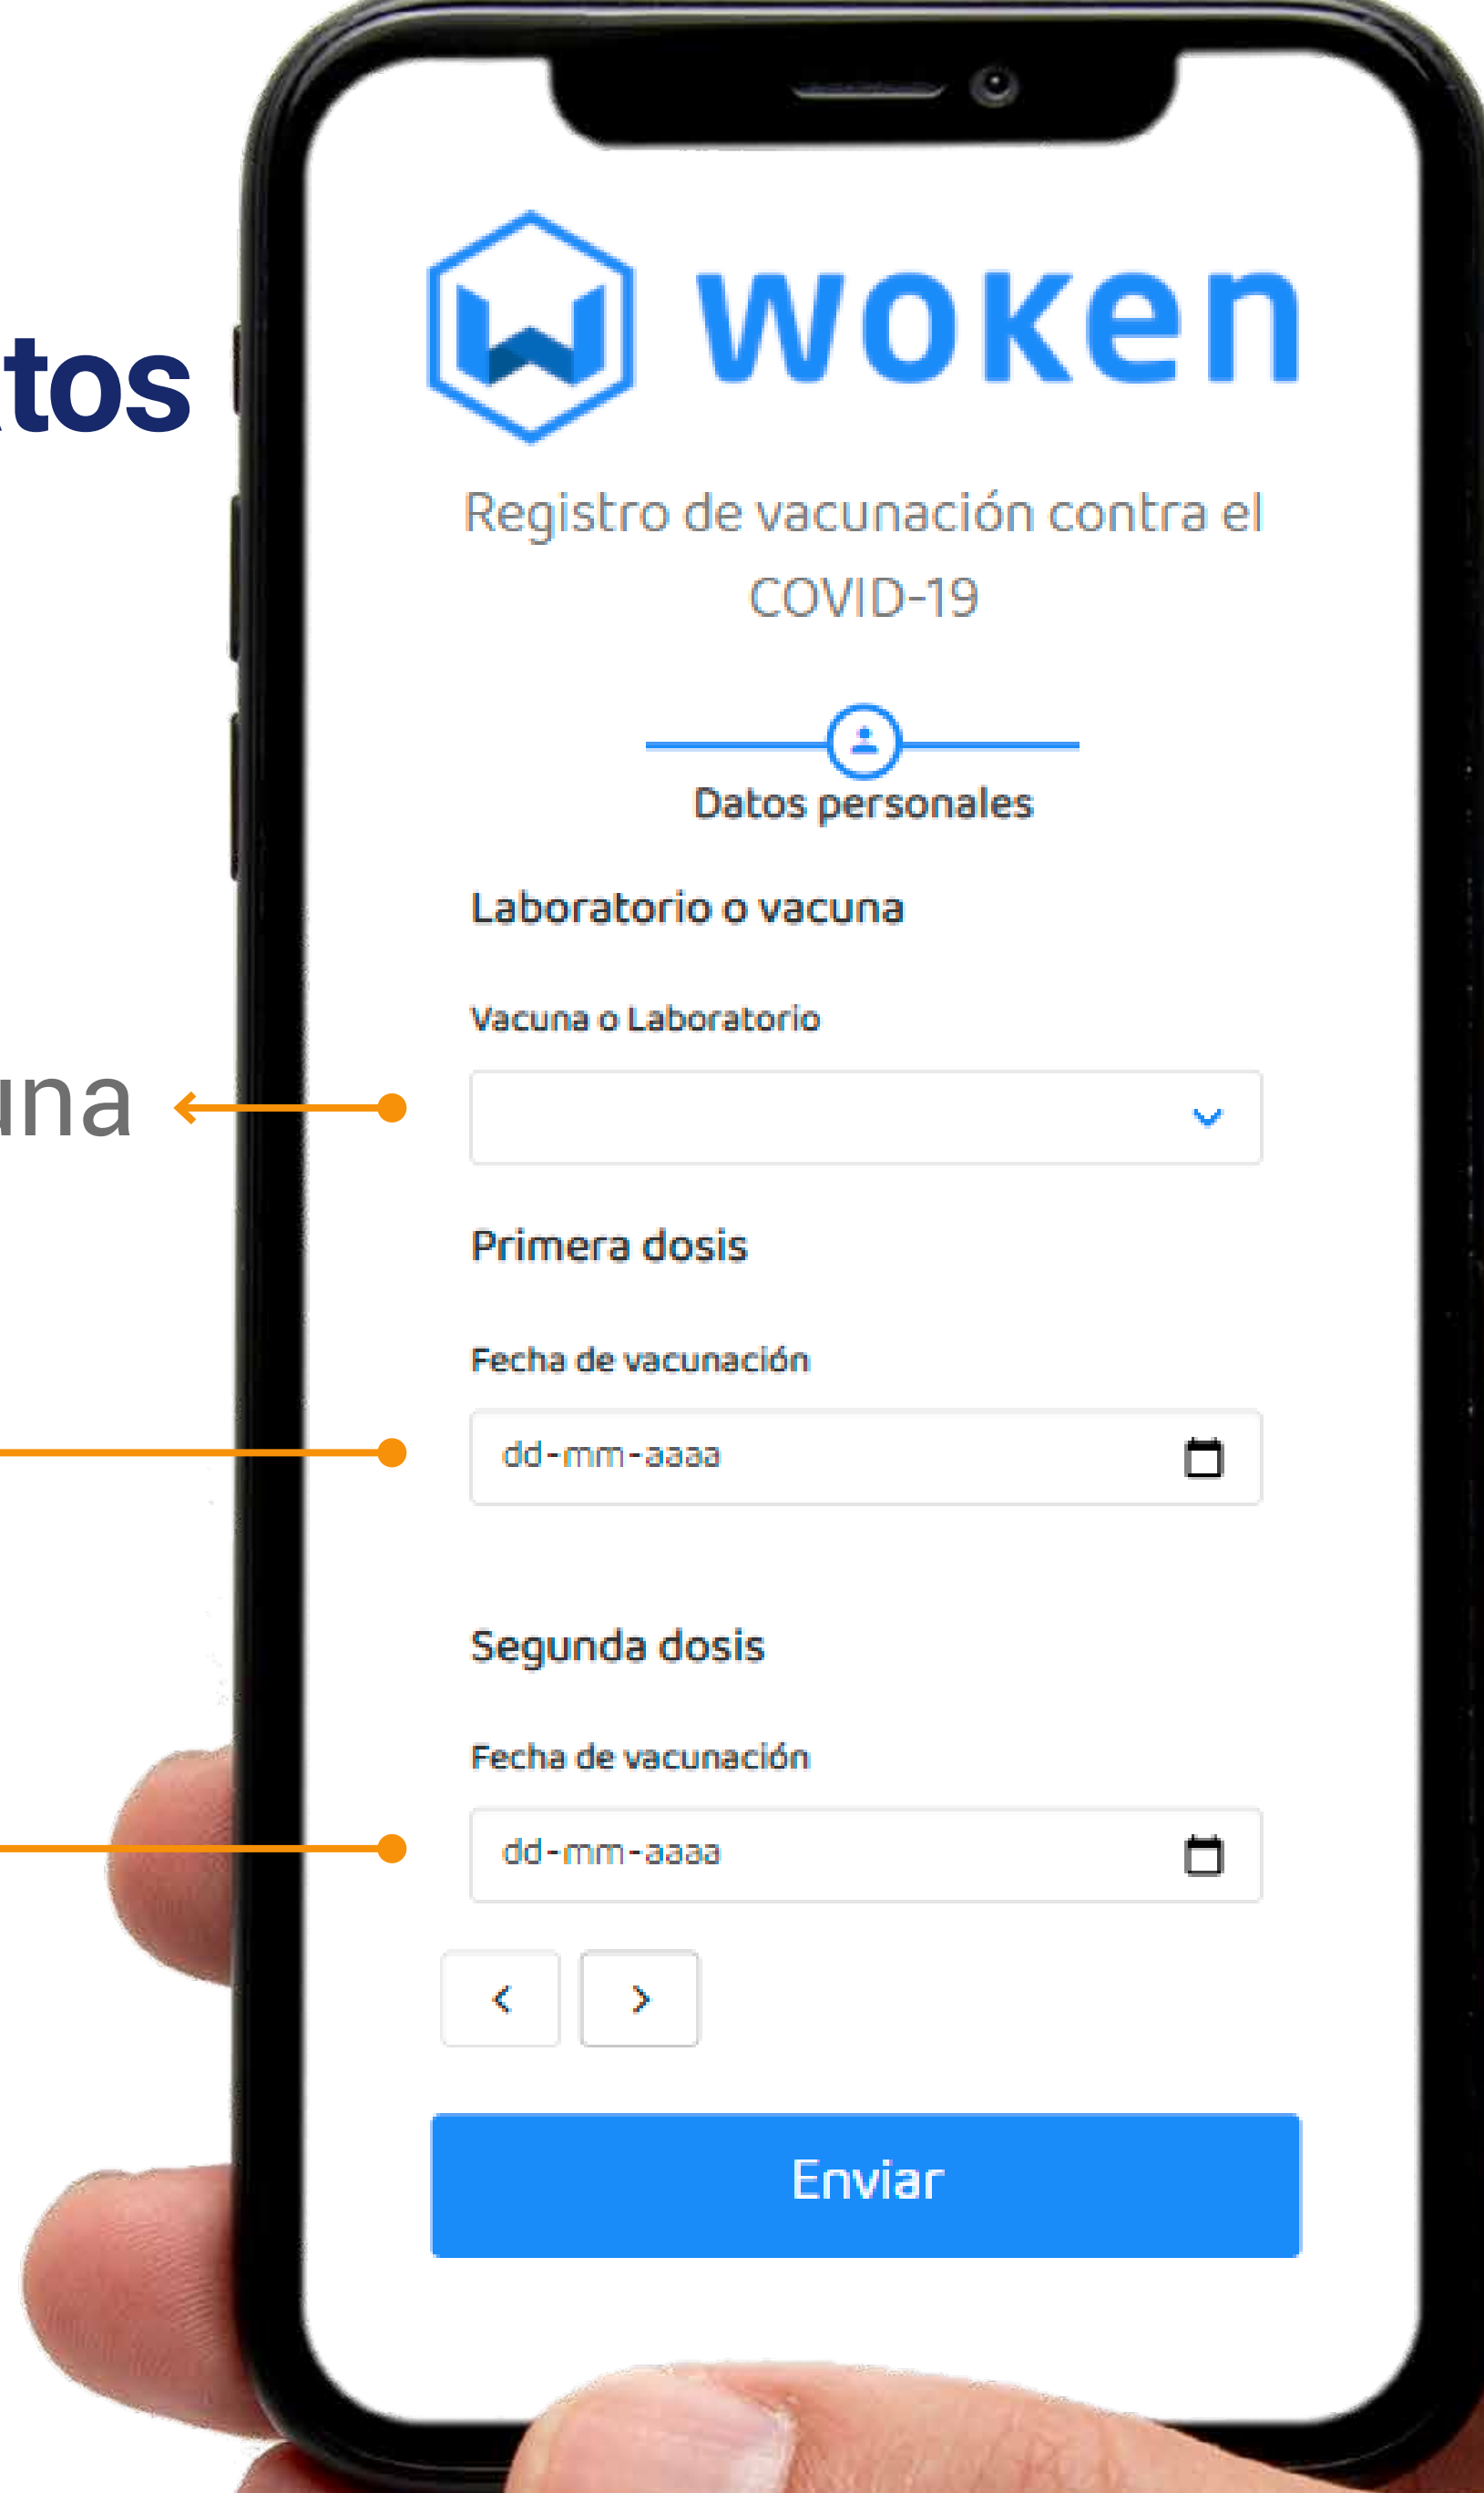 tos
una
woken
Registro de vacunación contra el
COVID-19
Datos personales
Laboratorio o vacuna
Vacuna o Laboratorio
Primera dosis
Fecha de vacunación
dd-mm-aaaa
Segunda dosis
Fecha de vacunación
dd-mm-aaaa
< >
Enviar